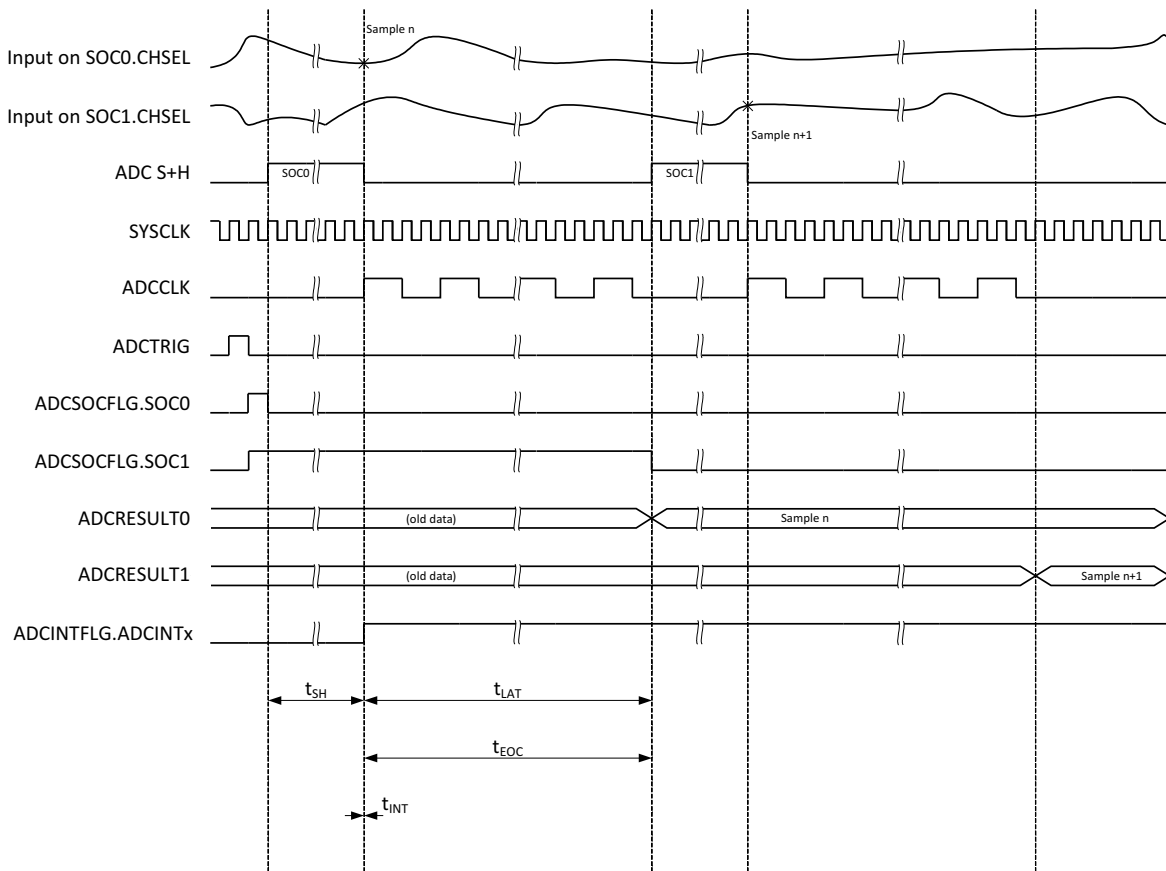 Sample n
Input on SOC0.CHSEL
Input on SOC1.CHSEL
Sample n+1
ADC S+H
SOC0
SOC1
SYSCLK
ADCCLK
ADCTRIG
ADCSOCFLG.SOC0
ADCSOCFLG.SOC1
ADCRESULT0
(old data)
Sample n
ADCRESULT1
(old data)
Sample n+1
ADCINTFLG.ADCINTx
tSH
tLAT
tEOC
tINT